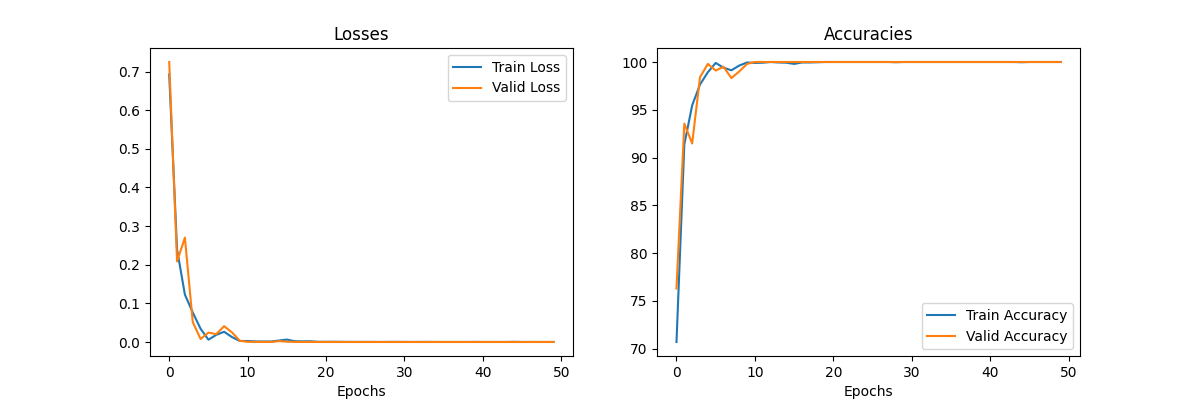 Losses
0.7
0.6
0.5
0.4
0.3
0.2
0.1
0.0
0 10 20 30 40 50
Epochs
Train Loss
Valid Loss
Accuracies
100
95
90
85
80
75
70
0 10 20 30 40 50
Epochs
Train Accuracy
Valid Accuracy